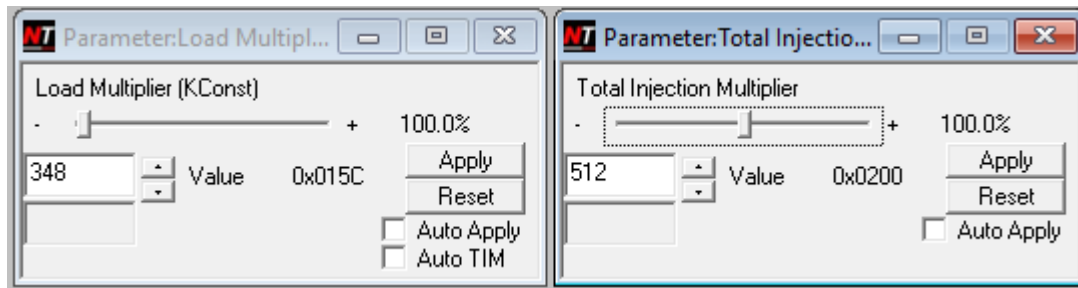 NT Parameter:Load Multipl...
Load Multiplier (KConst)
- + 100.0%
348 Value 0x015C
Apply
Reset
Auto Apply
Auto TIM
NT Parameter:Total Injectio...
Total Injection Multiplier
- + 100.0%
512 Value 0x0200
Apply
Reset
Auto Apply